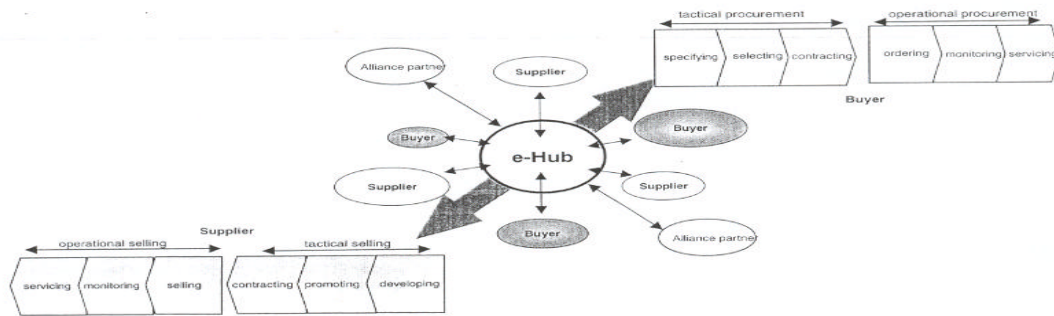 tactical procurement
operational procurement
specifying
selecting
contracting
ordering
monitoring
servicing
Buyer
Alliance partner
Supplier
Buyer
Buyer
e-Hub
Supplier
Supplier
Buyer
Alliance partner
Supplier
operational selling
tactical selling
servicing
monitoring
selling
contracting
promoting
developing